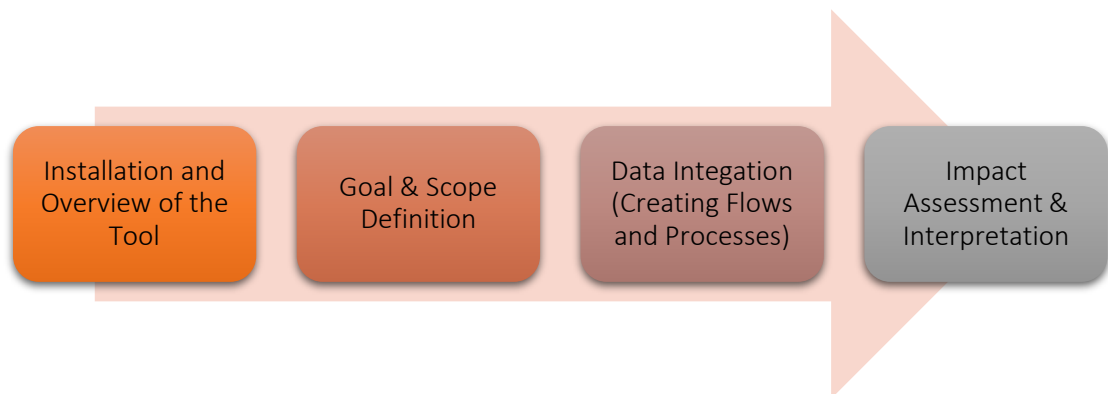 Installation and
Overview of the
Tool
Goal & Scope
Definition
Data Integation
(Creating Flows
and Processes)
Impact
Assessment &
Interpretation